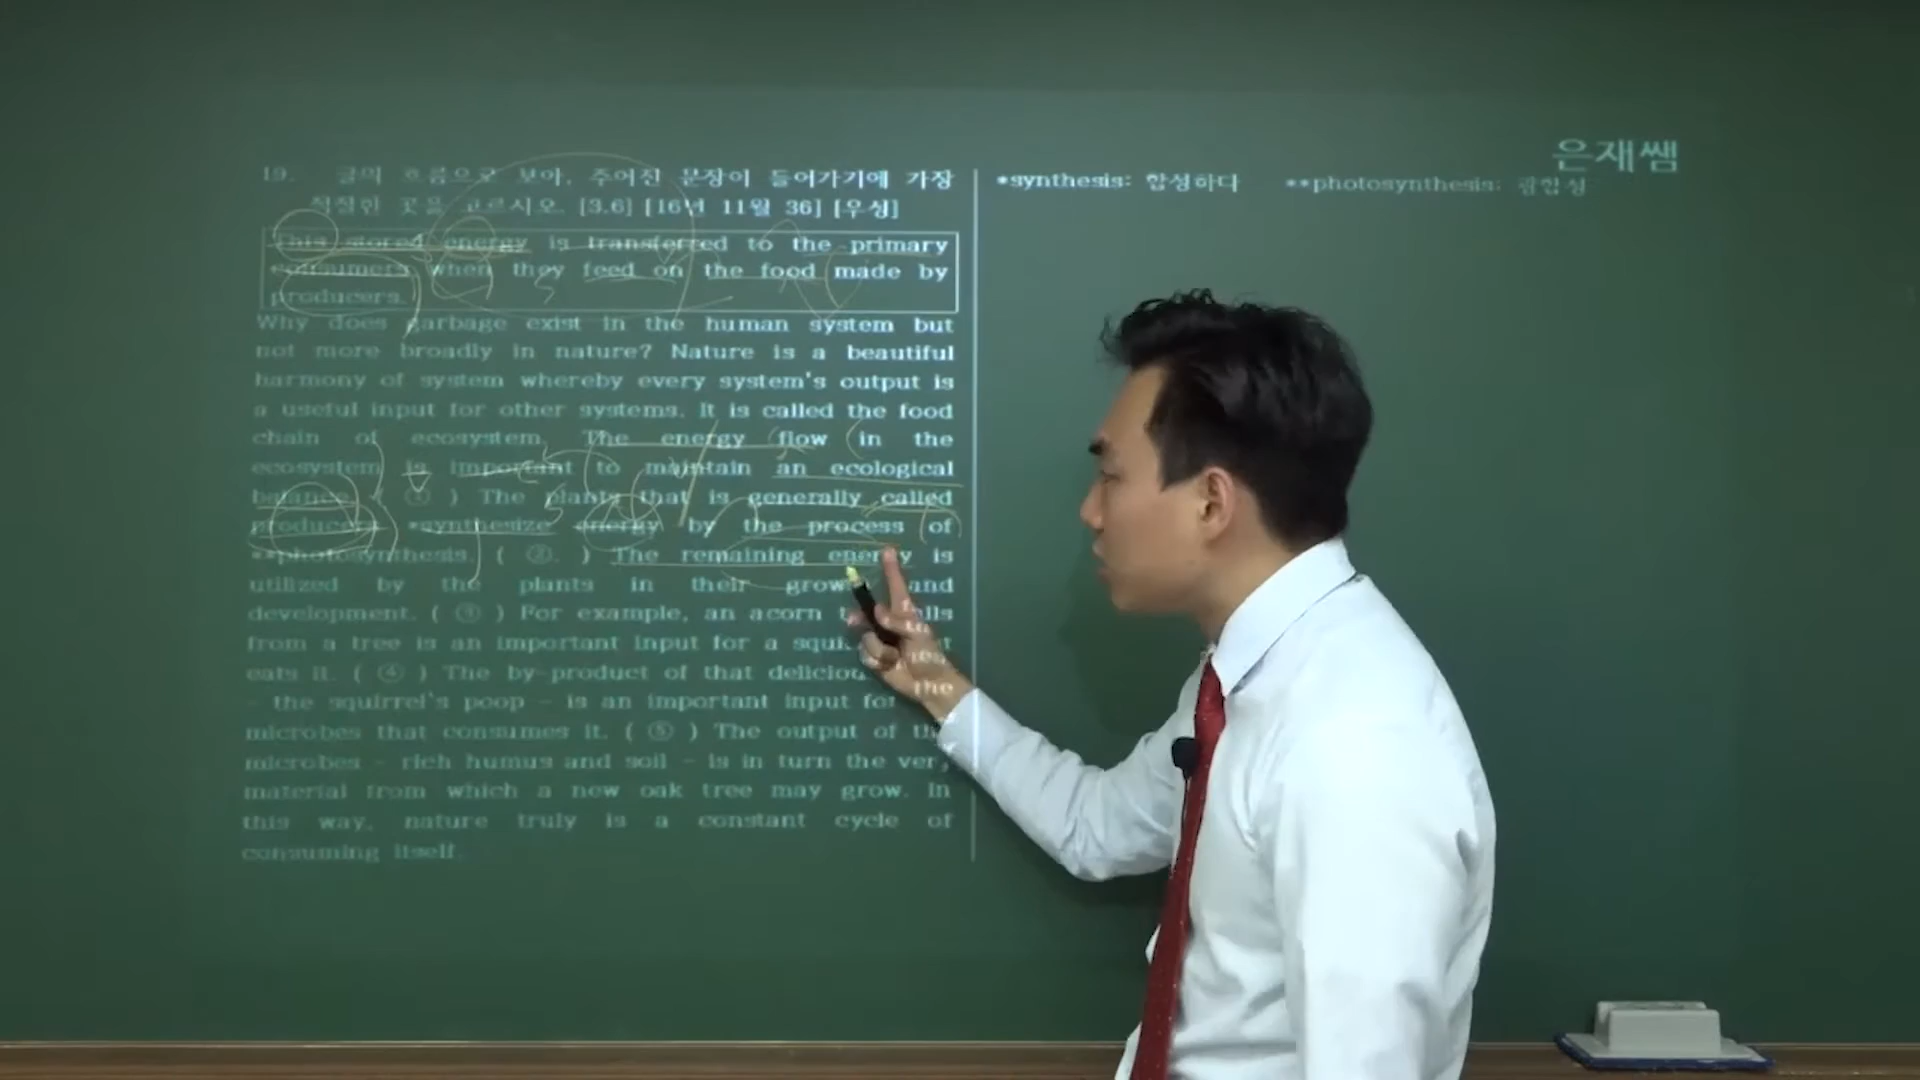 19. 글의 흐름으로 보아, 주어진 문장이 들어가기에 가장
적절한 곳을 고르시오. [3.6] [16년 11월 36] [우성]
This stored energy is transferred to the primary
consumers when they feed on the food made by
producers.
Why does garbage exist in the human system but
not more broadly in nature? Nature is a beautiful
harmony of system whereby every system's output is
a useful input for other systems. It is called the food
chain of ecosystem. The energy flow in the
ecosystem is important to maintain an ecological
balance. ( ① ) The plants that is generally called
producers *synthesize energy by the process of
**photosynthesis. ( ②. ) The remaining energy is
utilized by the plants in their and
development. ( ③ ) For example, an acorn
from a tree is an important input for a
eats it. ( ④ ) The by-product of that
- the squirrel's poop - is an important input for the
microbes that consumes it. ( ⑤ ) The output of
microbes - rich humus and soil - is in turn the
material from which a new oak tree may grow. In
this way, nature truly is a constant cycle of
consuming itself.
은재쌤
*synthesis: 합성하다 **photosynthesis: 광합성